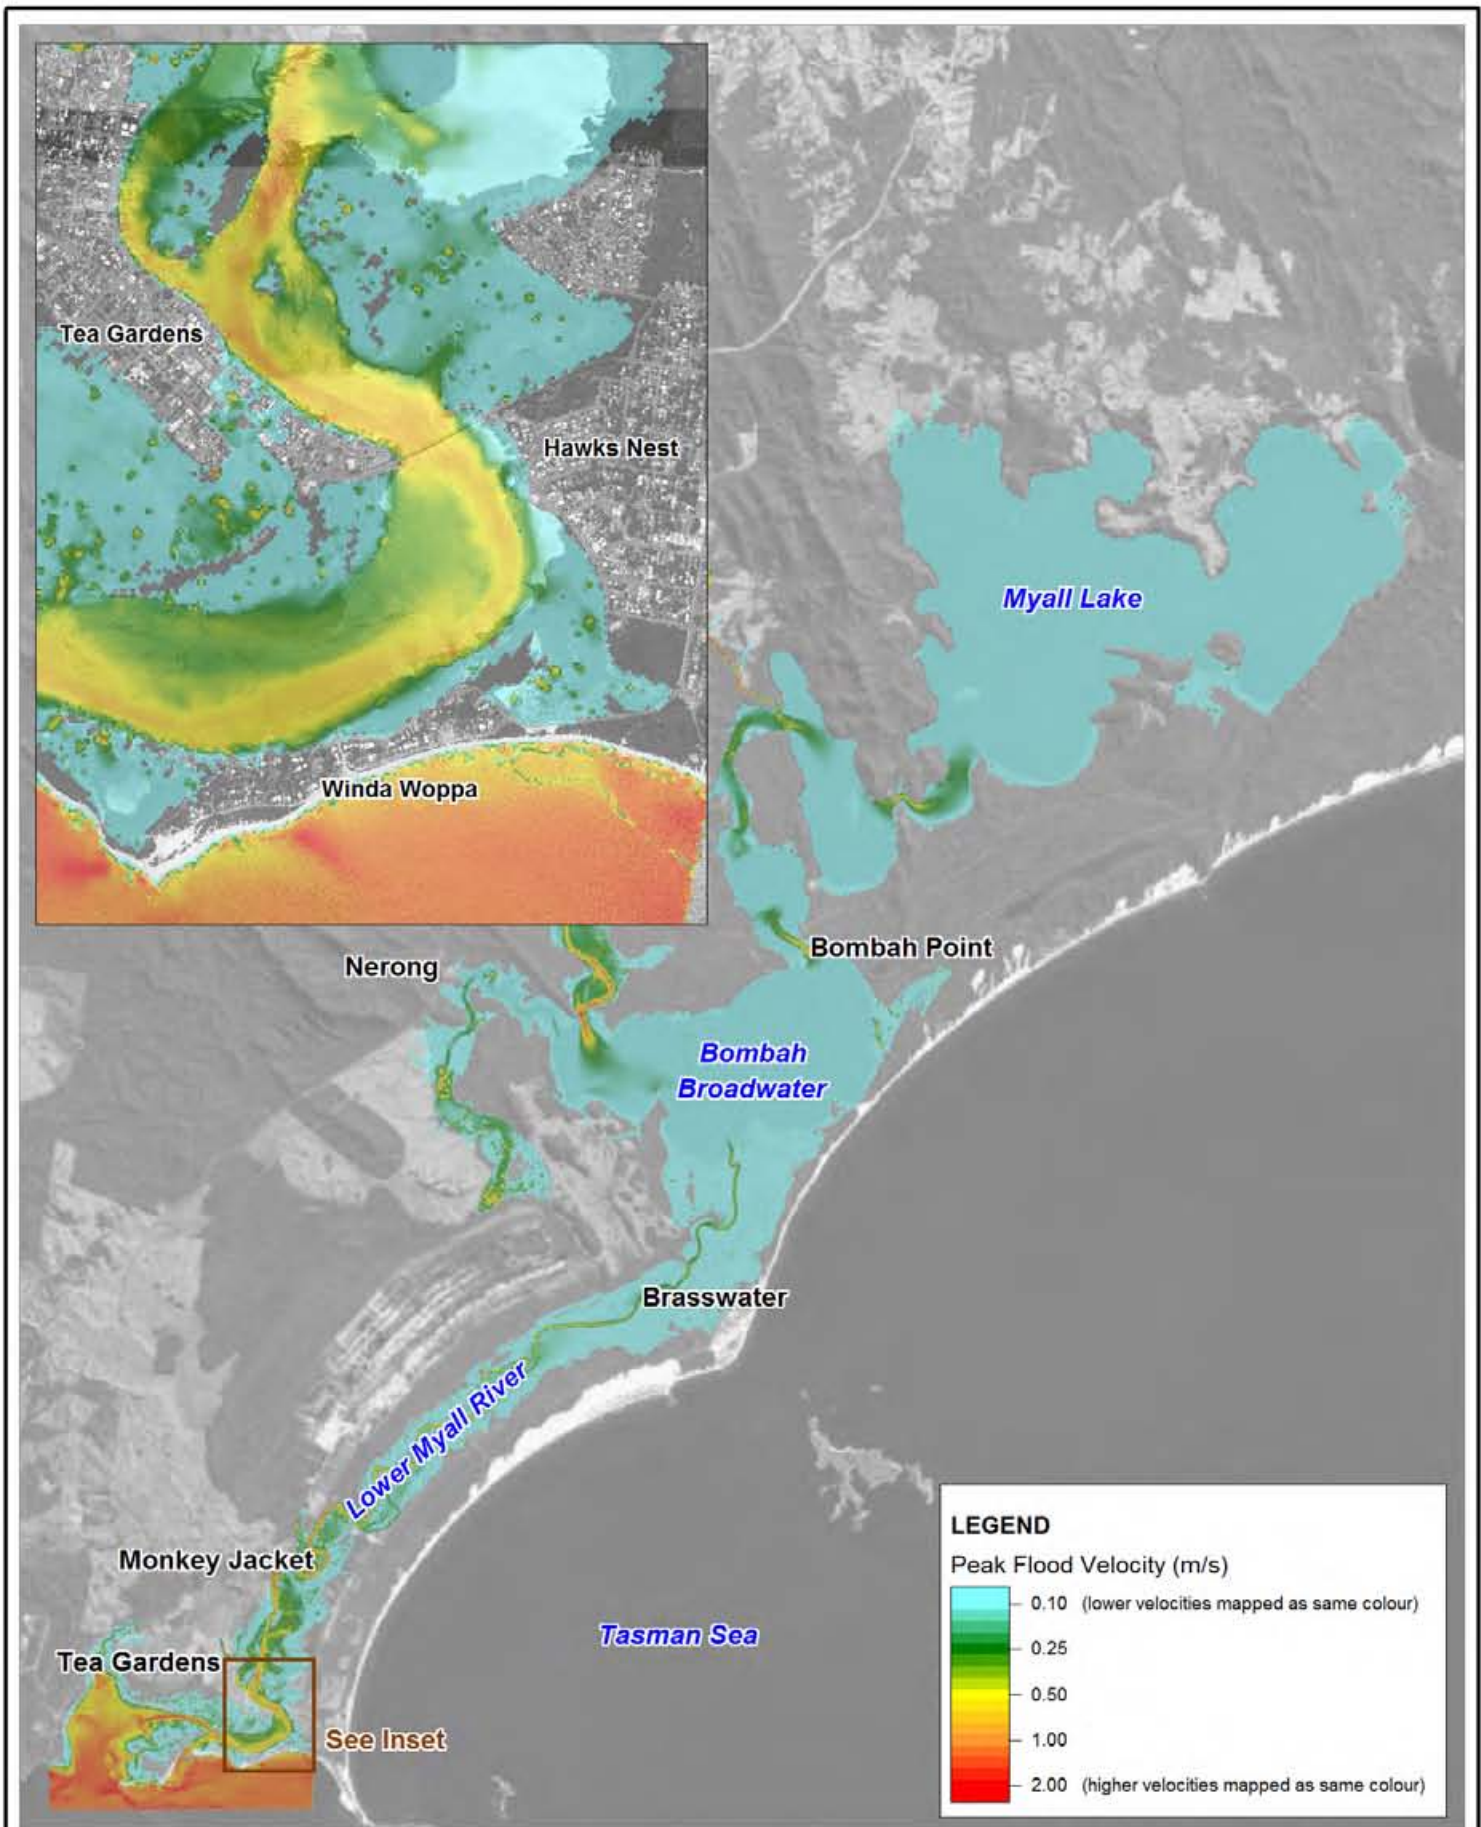 Tea Gardens
Hawks Nest
Winda Woppa
Myall Lake
Nerong
Bombah Point
Bombah
Broadwater
Brasswater
Lower Myall River
Monkey Jacket
Tasman Sea
Tea Gardens
See Inset
LEGEND
Peak Flood Velocity (m/s)
0.10 (lower velocities mapped as same colour)
0.25
0.50
1.00
2.00 (higher velocities mapped as same colour)